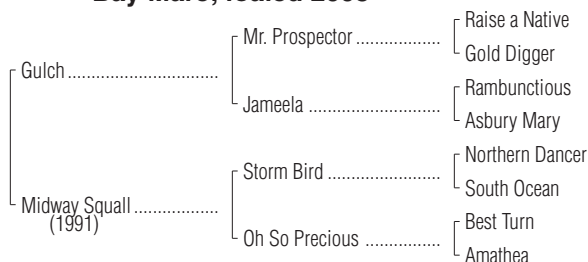 Bay Mare, foaled
Raise a Native
Mr. Prospector
Gold Digger
Gulch
Rambunctious
Jameela
Asbury Mary
Northern Dancer
Storm Bird
South Ocean
Midway Squall
(1991)
Best Turn
Oh So Precious
Amathea